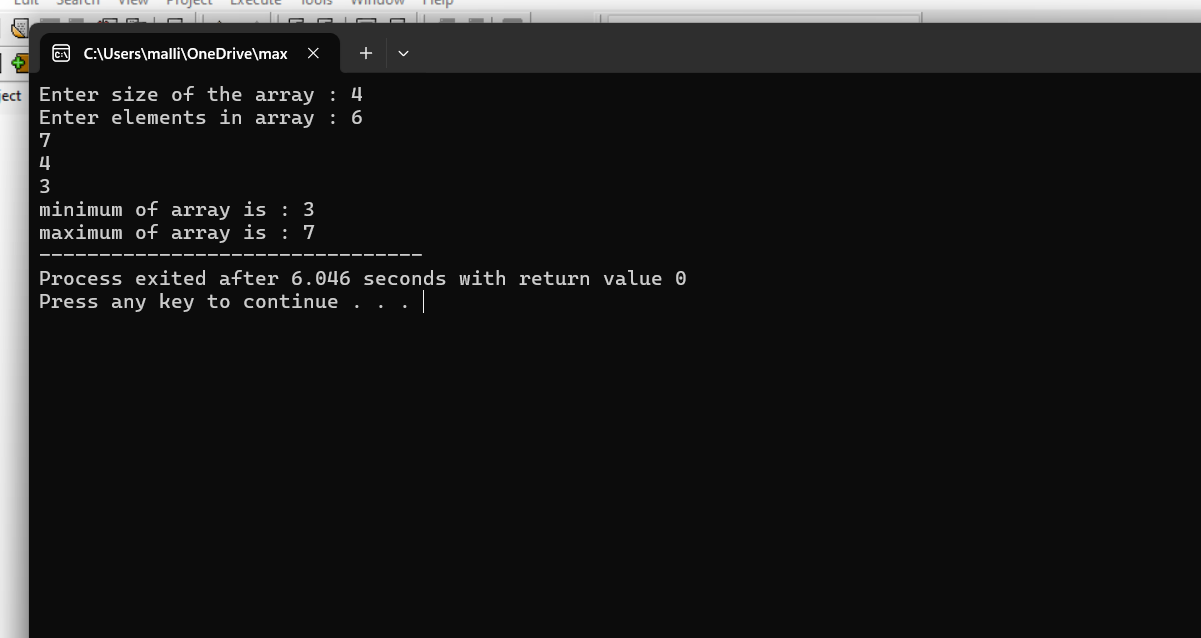 Edit Search View Project Execute Tools Window Help
C:\Users\malli\OneDrive\max
ject
Enter size of the array : 4
Enter elements in array : 6
7
4
3
minimum of array is : 3
maximum of array is : 7
--------------------------------
Process exited after 6.046 seconds with return value 0
Press any key to continue . . .